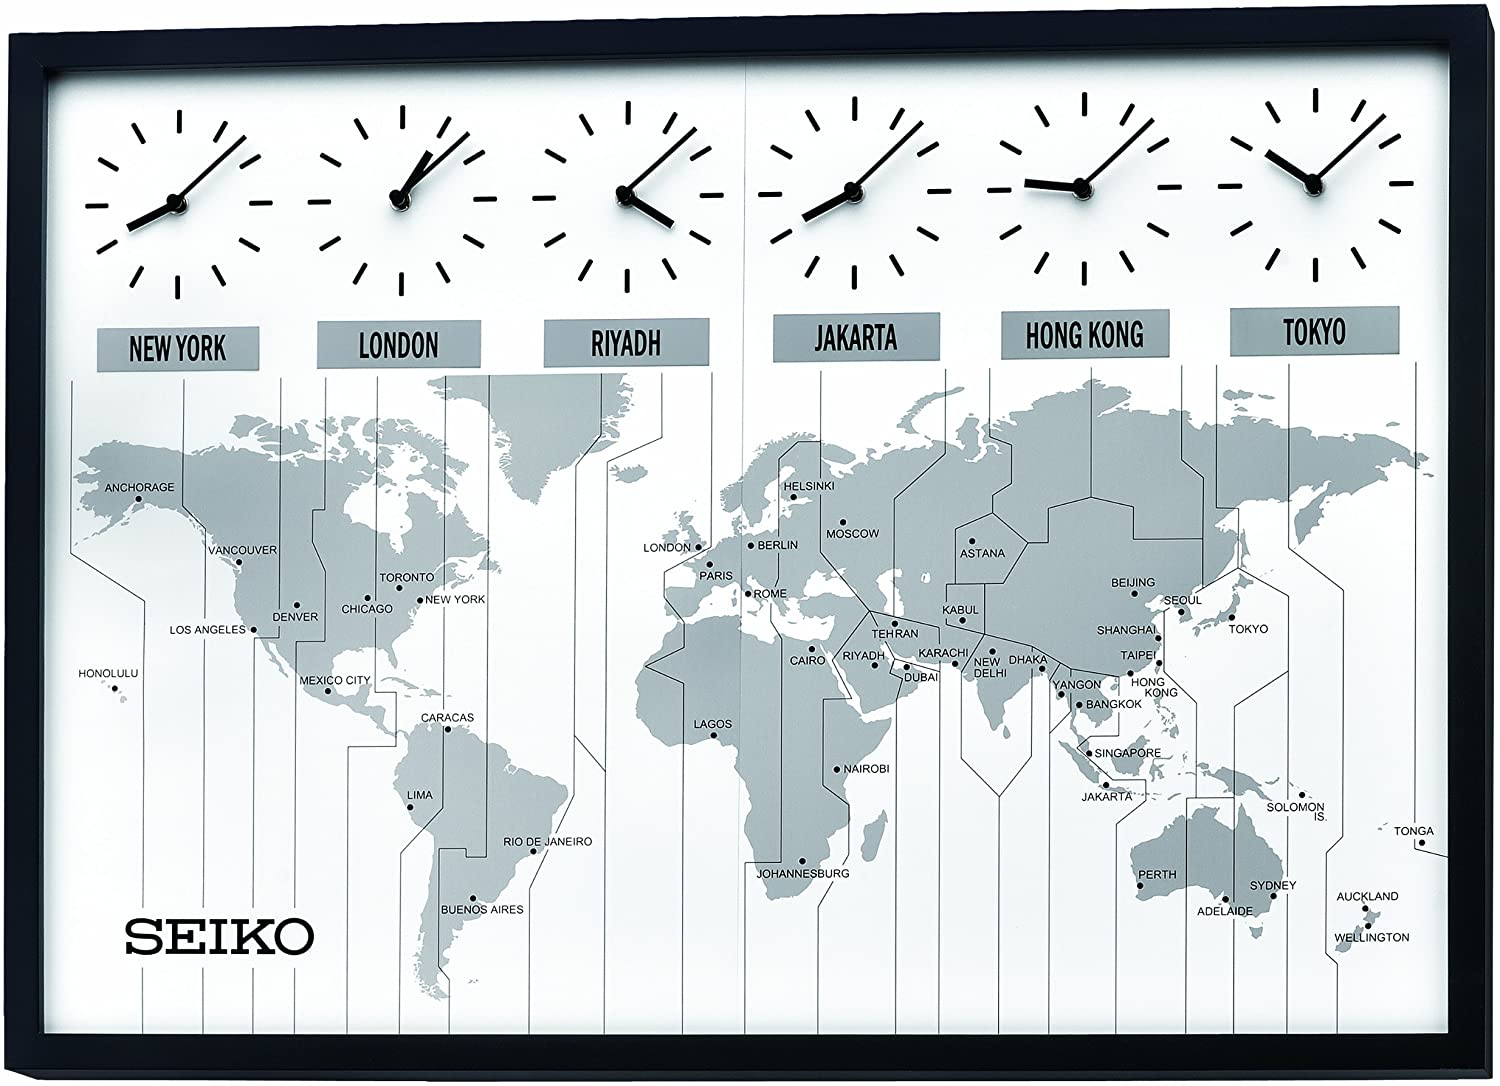 NEW YORK
LONDON
RIYADH
JAKARTA
HONG KONG
TOKYO
ANCHORAGE
HELSINKI
MOSCOW
VANCOUVER
LONDON
BERLIN
ASTANA
PARIS
TORONTO
BEIJING
NEW YORK
ROME
DENVER
CHICAGO
KABUL
SEOUL
LOS ANGELES
TEHRAN
SHANGHAI
TOKYO
CAIRO
RIYADH
KARACHI
NEW
DELHI
DHAKA
TAIPEI
HONOLULU
MEXICO CITY
DUBAI
YANGON
HONG
KONG
BANGKOK
CARACAS
LAGOS
SINGAPORE
NAIROBI
LIMA
JAKARTA
SOLOMON
IS.
RIO DE JANEIRO
TONGA
JOHANNESBURG
PERTH
SYDNEY
BUENOS AIRES
ADELAIDE
AUCKLAND
WELLINGTON
SEIKO